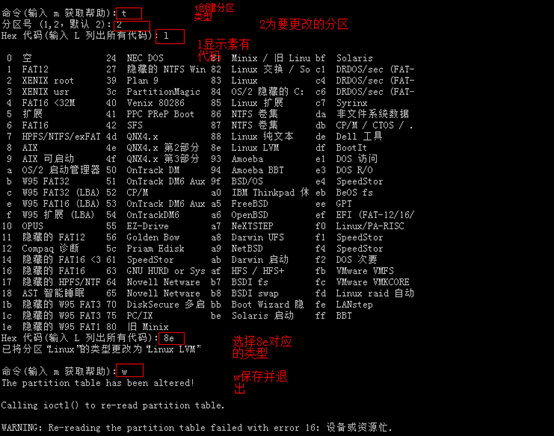 命令(输入 m 获取帮助): t
t创建分区
类型
分区号 (1,2, 默认 2): 2
2为要更改的分区
Hex 代码(输入 L 列出所有代码): l
l显示素有
代码
0 空 24 NEC DOS Minix / 旧 Linu bf Solaris
1 FAT12 27 隐藏的 NTFS Win 82 Linux 交换 / So c1 DRDOS/sec (FAT-
2 XENIX root 39 Plan 9 83 Linux c4 DRDOS/sec (FAT-
3 XENIX usr 3c PartitionMagic 84 OS/2 隐藏的 C: c6 DRDOS/sec (FAT-
4 FAT16 <32M 40 Venix 80286 85 Linux 扩展 c7 Syrinx
5 扩展 41 PPC PReP Boot 86 NTFS 卷集 da 非文件系统数据
6 FAT16 42 SFS 87 NTFS 卷集 db CP/M / CTOS / .
7 HPFS/NTFS/exFAT 4d QNX4.x 88 Linux 纯文本 de Dell 工具
8 AIX 4e QNX4.x 第2部分 8e Linux LVM df BootIt
9 AIX 可启动 4f QNX4.x 第3部分 93 Amoeba e1 DOS 访问
a OS/2 启动管理器 50 OnTrack DM 94 Amoeba BBT e3 DOS R/O
b W95 FAT32 51 OnTrack DM6 Aux 9f BSD/OS e4 SpeedStor
c W95 FAT32 (LBA) 52 CP/M a0 IBM Thinkpad 休 eb BeOS fs
e W95 FAT16 (LBA) 53 OnTrack DM6 Aux a5 FreeBSD ee GPT
f W95 扩展 (LBA) 54 OnTrackDM6 a6 OpenBSD ef EFI (FAT-12/16/
10 OPUS 55 EZ-Drive a7 NeXTSTEP f0 Linux/PA-RISC
11 隐藏的 FAT12 56 Golden Bow a8 Darwin UFS f1 SpeedStor
12 Compaq 诊断 5c Priam Edisk a9 NetBSD f4 SpeedStor
14 隐藏的 FAT16 <3 61 SpeedStor ab Darwin 启动 f2 DOS 次要
16 隐藏的 FAT16 63 GNU HURD or Sys af HFS / HFS+ fb VMware VMFS
17 隐藏的 HPFS/NTF 64 Novell Netware b7 BSDI fs fc VMware VMKCORE
18 AST 智能睡眠 65 Novell Netware b8 BSDI swap fd Linux raid 自动
1b 隐藏的 W95 FAT3 70 DiskSecure 多启 bb Boot Wizard 隐 fe LANstep
1c 隐藏的 W95 FAT3 75 PC/IX be Solaris 启动 ff BBT
1e 隐藏的 W95 FAT1 80 旧 Minix
Hex 代码(输入 L 列出所有代码): 8e
选择8e对应
的类型
已将分区“Linux”的类型更改为“Linux LVM”
命令(输入 m 获取帮助): w
w保存并退
出
The partition table has been altered!
Calling ioctl() to re-read partition table.
WARNING: Re-reading the partition table failed with error 16: 设备或资源忙.